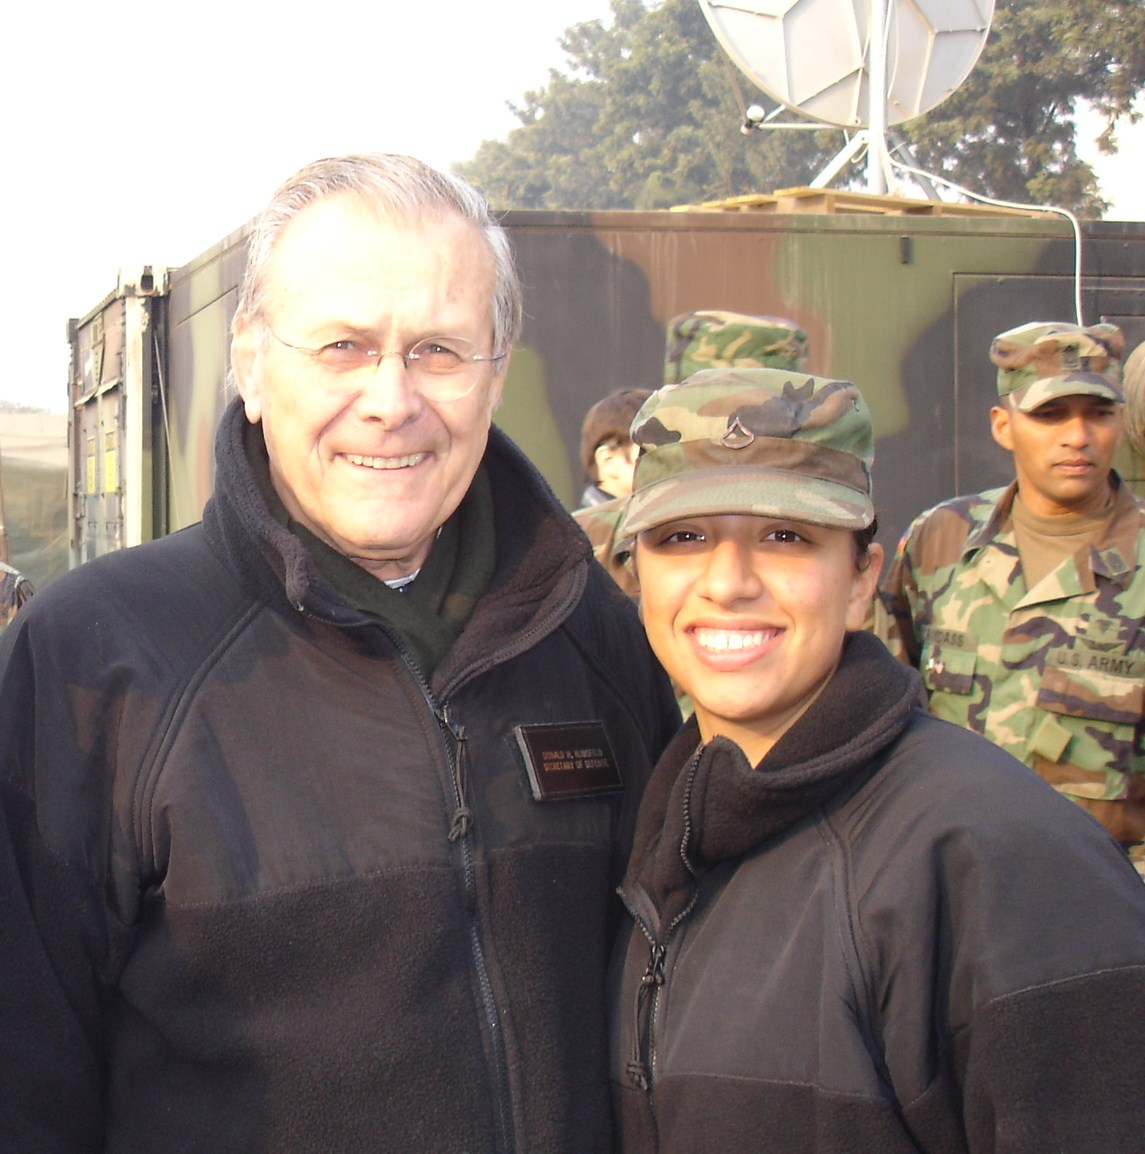 DONALD H. RUMSFELD
SECRETARY OF DEFENSE
U.S. ARMY